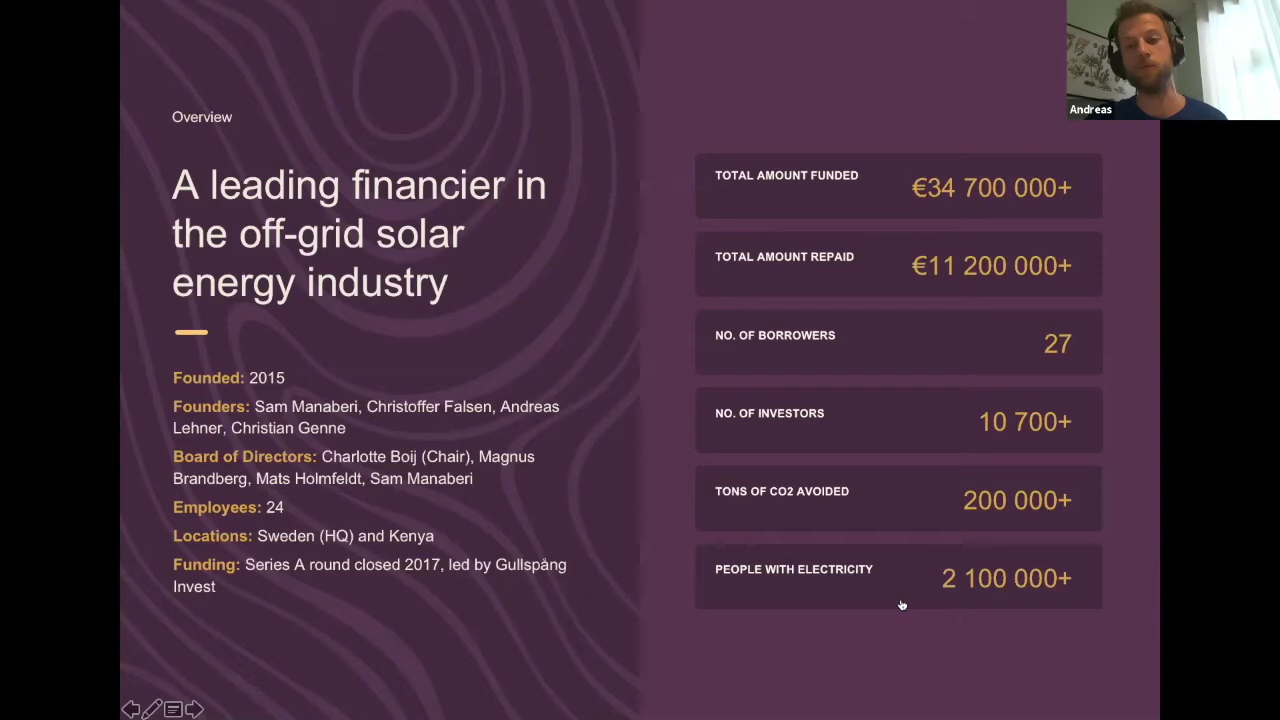 Overview
A leading financier in
the off-grid solar
energy industry
Founded: 2015
Founders: Sam Manaberi, Christoffer Falsen, Andreas
Lehner, Christian Genne
Board of Directors: Charlotte Boij (Chair), Magnus
Brandberg, Mats Holmfeldt, Sam Manaberi
Employees: 24
Locations: Sweden (HQ) and Kenya
Funding: Series A round closed 2017, led by Gullspång
Invest
TOTAL AMOUNT FUNDED €34 700 000+
TOTAL AMOUNT REPAID €11 200 000+
NO. OF BORROWERS 27
NO. OF INVESTORS 10 700+
TONS OF CO2 AVOIDED 200 000+
PEOPLE WITH ELECTRICITY 2 100 000+
Andreas